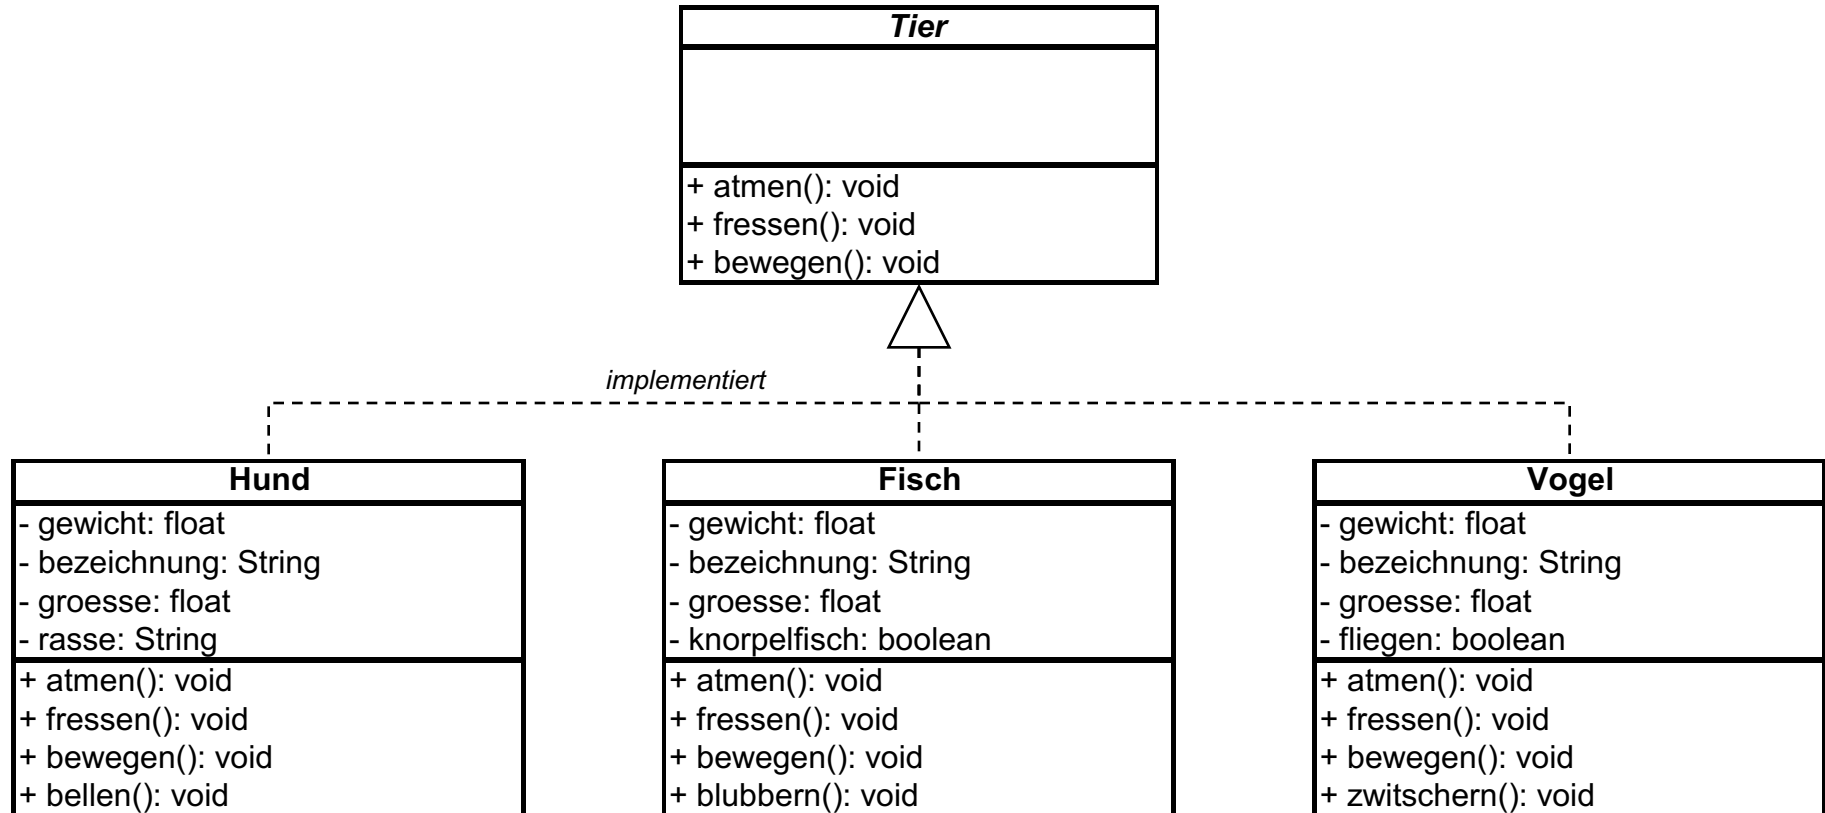 Tier
+ atmen(): void
+ fressen(): void
+ bewegen(): void
implementiert
Hund
- gewicht: float
- bezeichnung: String
- groesse: float
- rasse: String
+ atmen(): void
+ fressen(): void
+ bewegen(): void
+ bellen(): void
Fisch
- gewicht: float
- bezeichnung: String
- groesse: float
- knorpelfisch: boolean
+ atmen(): void
+ fressen(): void
+ bewegen(): void
+ blubbern(): void
Vogel
- gewicht: float
- bezeichnung: String
- groesse: float
- fliegen: boolean
+ atmen(): void
+ fressen(): void
+ bewegen(): void
+ zwitschern(): void